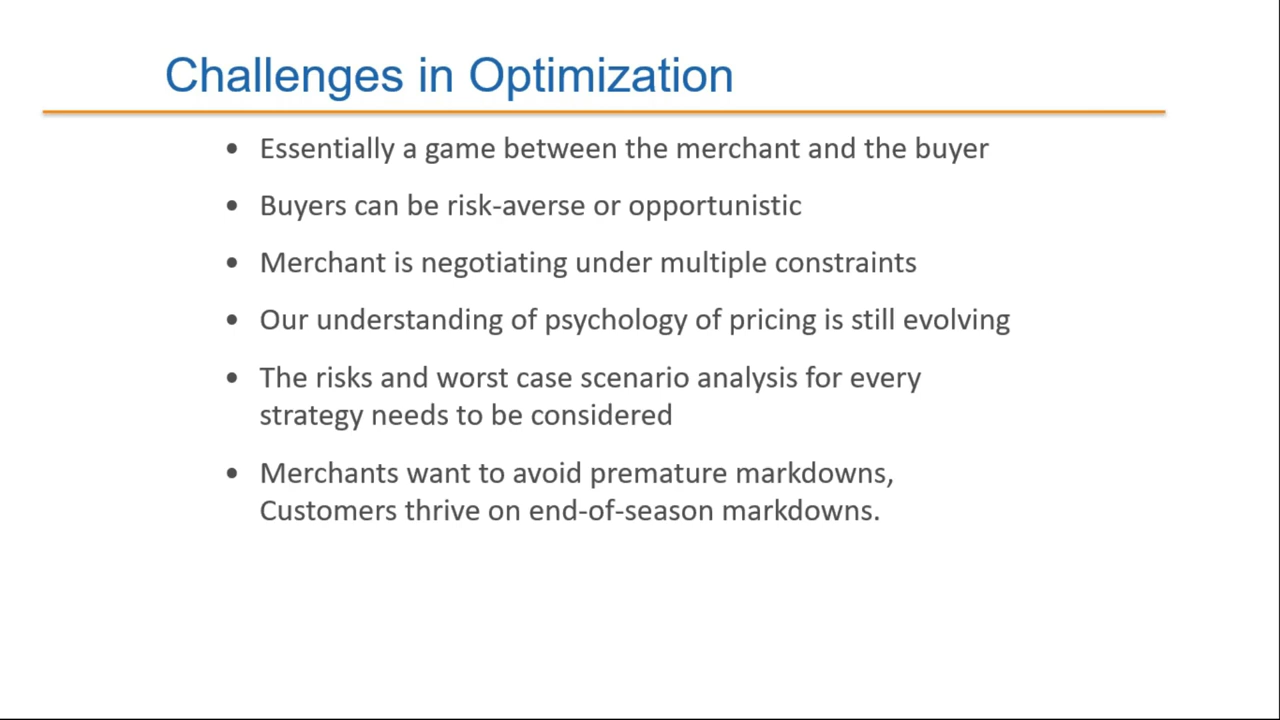 Challenges in Optimization
• Essentially a game between the merchant and the buyer
• Buyers can be risk-averse or opportunistic
• Merchant is negotiating under multiple constraints
• Our understanding of psychology of pricing is still evolving
• The risks and worst case scenario analysis for every
strategy needs to be considered
• Merchants want to avoid premature markdowns,
Customers thrive on end-of-season markdowns.